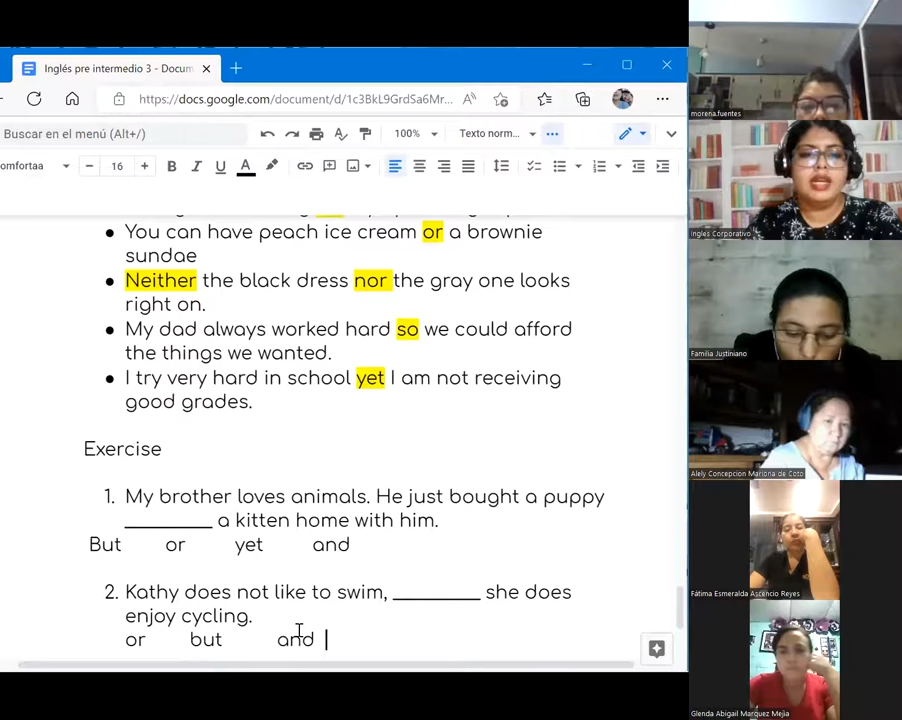 Inglés pre intermedio 3 - Docum
https://docs.google.com/document/d/1c3BkL9GrdSa6Mr...
Buscar en el menú (Alt+/)
100%
Texto norm...
omfortaa
16
B I U A
You can have peach ice cream or a brownie
sundae
Neither the black dress nor the gray one looks
right on.
My dad always worked hard so we could afford
the things we wanted.
I try very hard in school yet I am not receiving
good grades.
Exercise
1. My brother loves animals. He just bought a puppy
_________ a kitten home with him.
But or yet and
2. Kathy does not like to swim, _________ she does
enjoy cycling.
or but and
morena.fuentes
Ingles Corporativo
Familia Justiniano
Alely Concepcion Mariona de Coto
Fátima Esmeralda Ascencio Reyes
Glenda Abigail Marquez Mejia